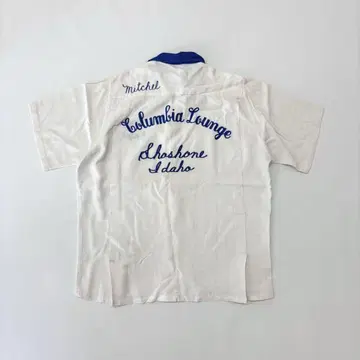 Mitchel
Columbia Lounge
Shoshone
Idaho